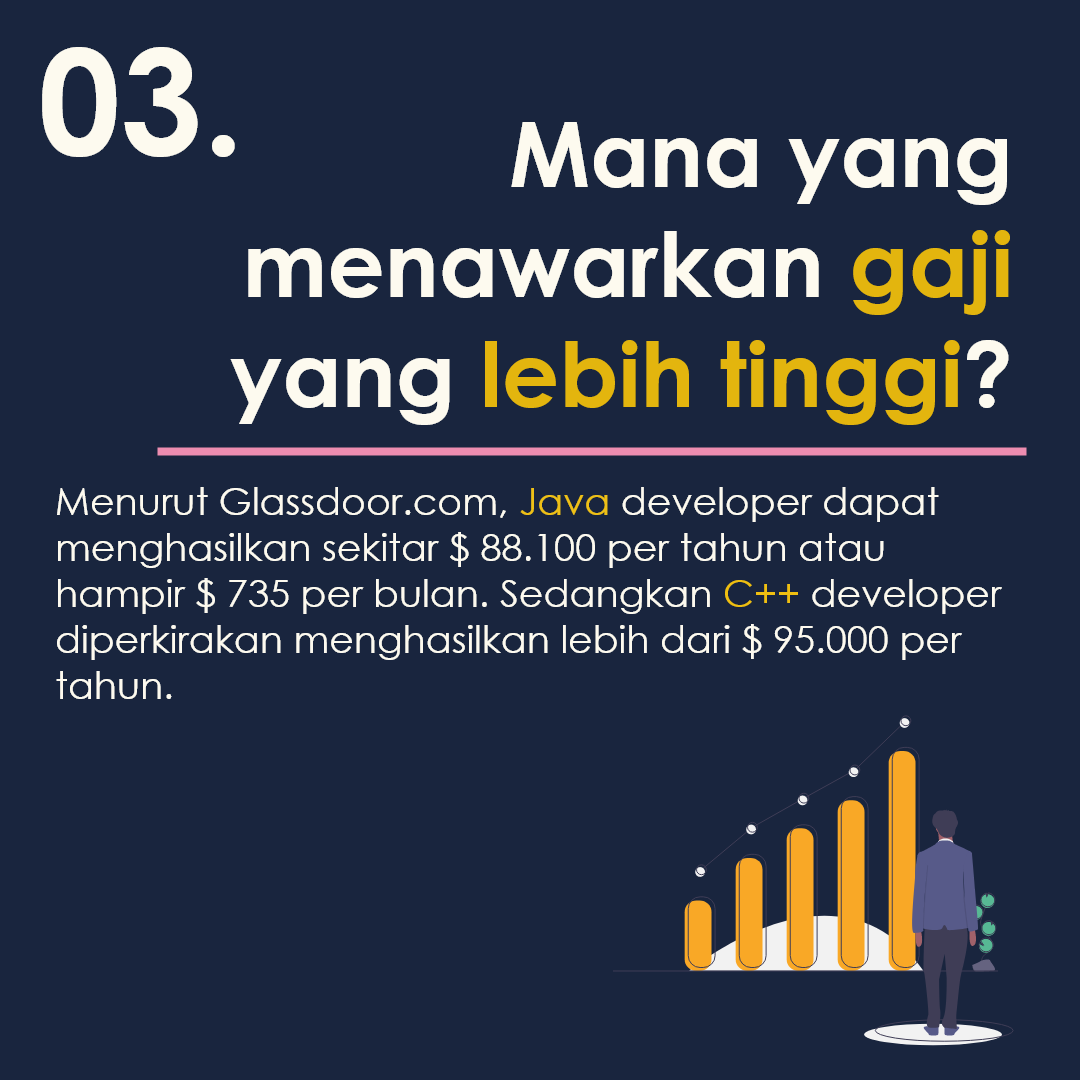 03.
Mana yang
menawarkan gaji
yang lebih tinggi?
Menurut Glassdoor.com, Java developer dapat
menghasilkan sekitar $ 88.100 per tahun atau
hampir $ 735 per bulan. Sedangkan C++ developer
diperkirakan menghasilkan lebih dari $ 95.000 per
tahun.